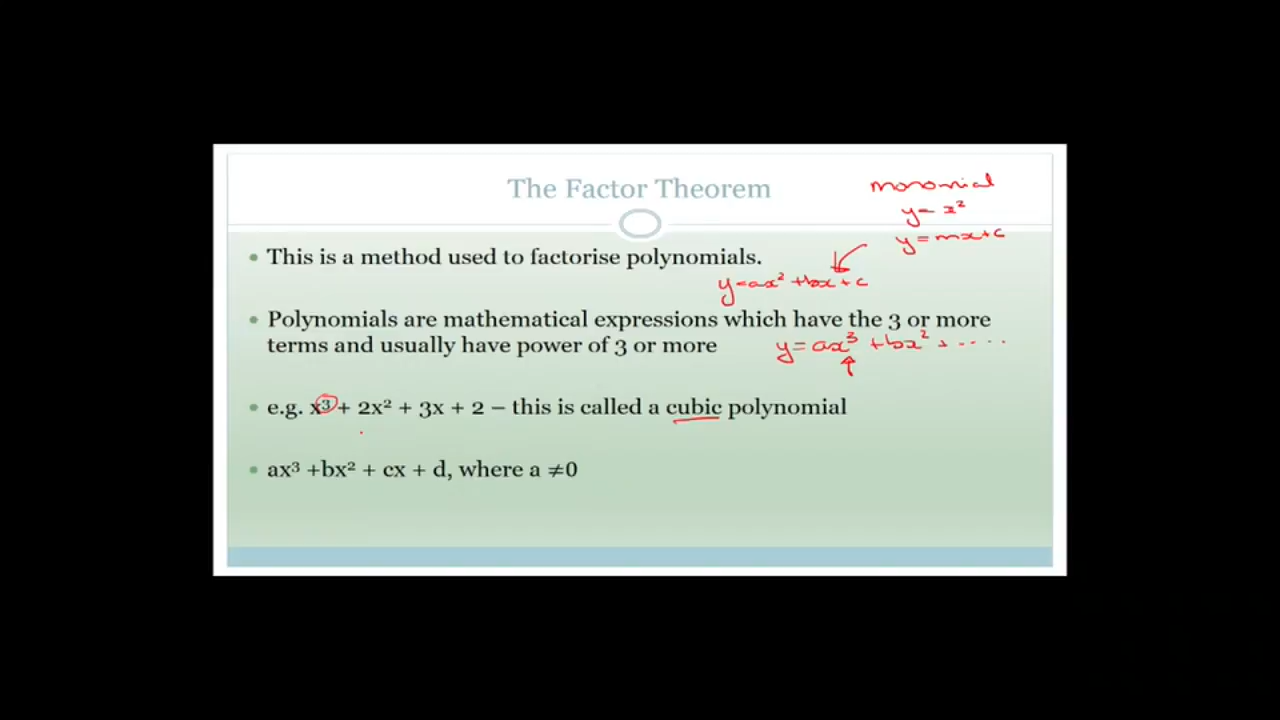 The Factor Theorem
monomial
y = x²
y = mx + c
• This is a method used to factorise polynomials.
y = ax² + bx + c
• Polynomials are mathematical expressions which have the 3 or more
terms and usually have power of 3 or more
y = ax³ + bx² + .....
• e.g. x³ + 2x² + 3x + 2 – this is called a cubic polynomial
• ax³ +bx² + cx + d, where a ≠0